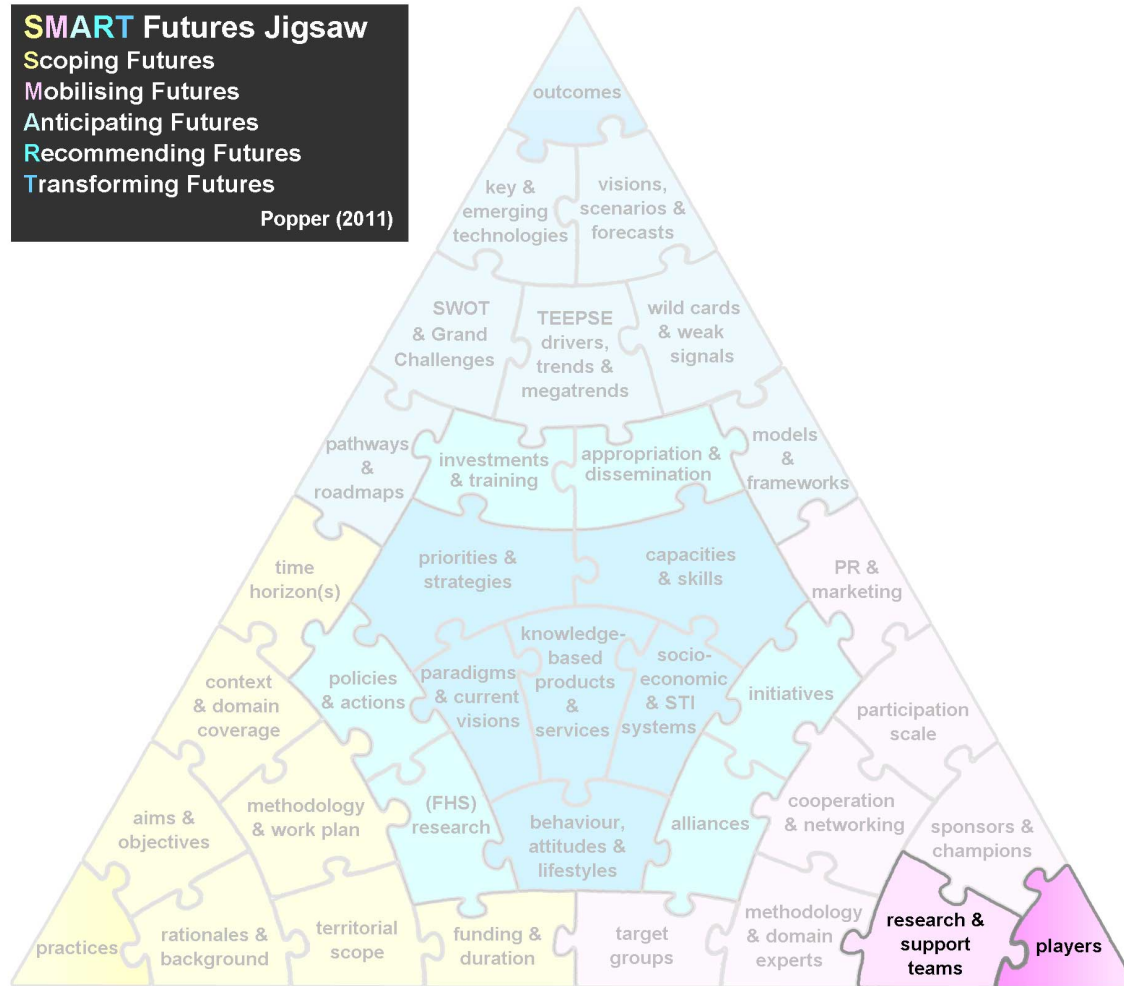 SMART Futures Jigsaw
Scoping Futures
Mobilising Futures
Anticipating Futures
Recommending Futures
Transforming Futures
Popper (2011)
outcomes
key &
emerging
technologies
visions,
scenarios &
forecasts
SWOT
& Grand
Challenges
TEEPSE
drivers,
trends &
megatrends
wild cards
& weak
signals
pathways
&
roadmaps
investments
& training
appropriation &
dissemination
models
&
frameworks
time
horizon(s)
priorities &
strategies
capacities
& skills
PR &
marketing
context
& domain
coverage
policies
& actions
paradigms
& current
visions
knowledge-
based
products
&
services
socio-
economic
& STI
systems
initiatives
participation
scale
aims &
objectives
methodology
& work plan
(FHS)
research
behaviour,
attitudes &
lifestyles
alliances
cooperation
& networking
sponsors &
champions
practices
rationales &
background
territorial
scope
funding &
duration
target
groups
methodology
& domain
experts
research &
support
teams
players